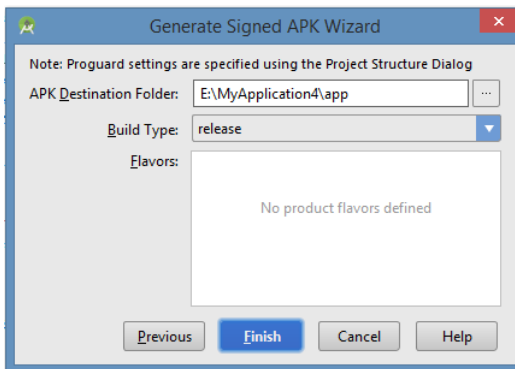 Generate Signed APK Wizard
Note: Proguard settings are specified using the Project Structure Dialog
APK Destination Folder: E:\MyApplication4\app ...
Build Type: release
Flavors:
No product flavors defined
Previous Finish Cancel Help